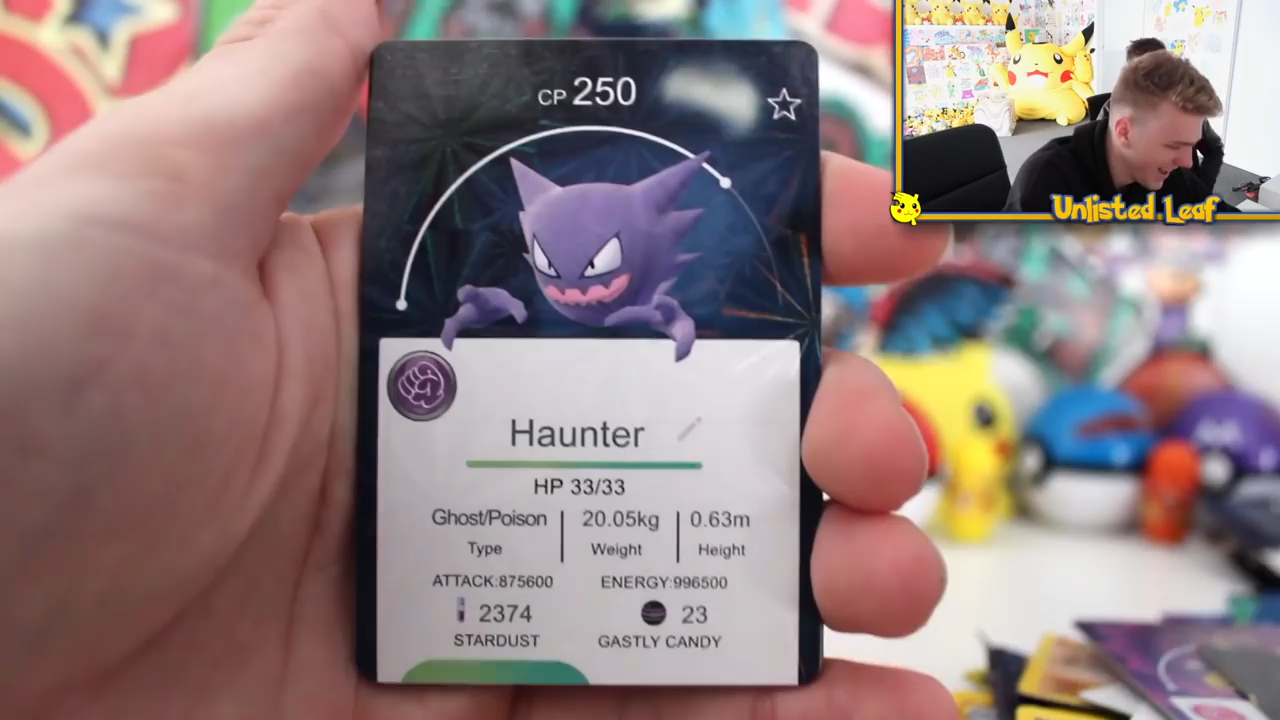 CP 250
Unlisted Leaf
Haunter
HP 33/33
Ghost/Poison 20.05kg 0.63m
Type Weight Height
ATTACK:875600 ENERGY:996500
2374 23
STARDUST GASTLY CANDY